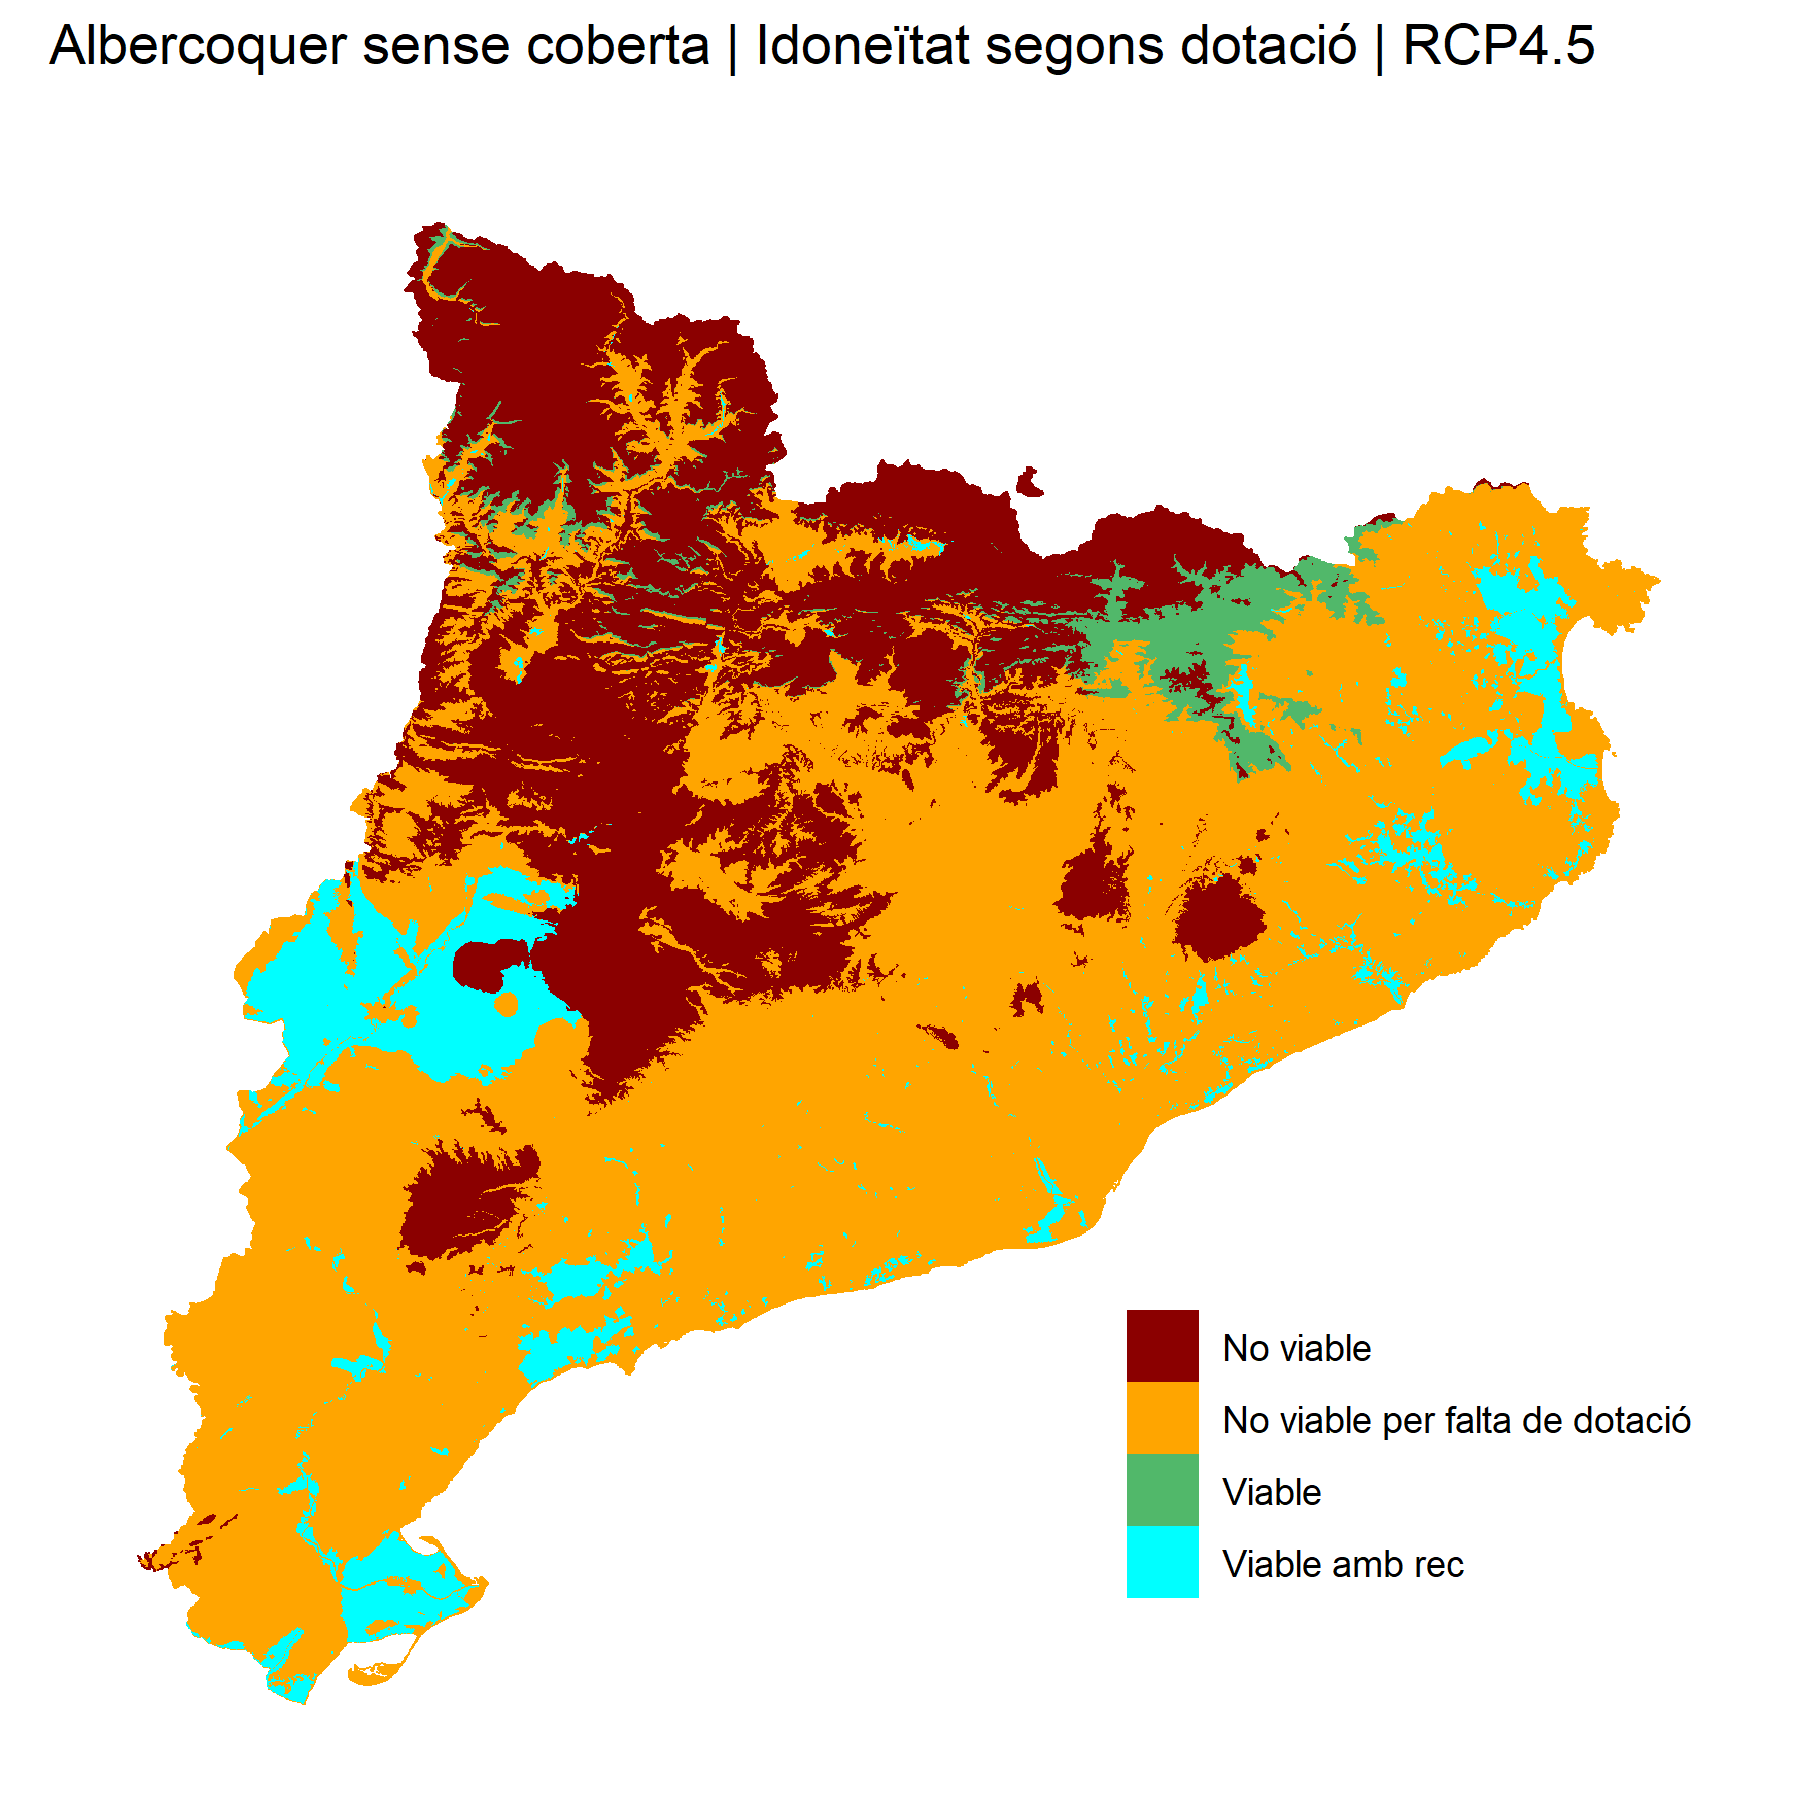 Albercoquer sense coberta | Idoneïtat segons dotació | RCP4.5
No viable
No viable per falta de dotació
Viable
Viable amb rec